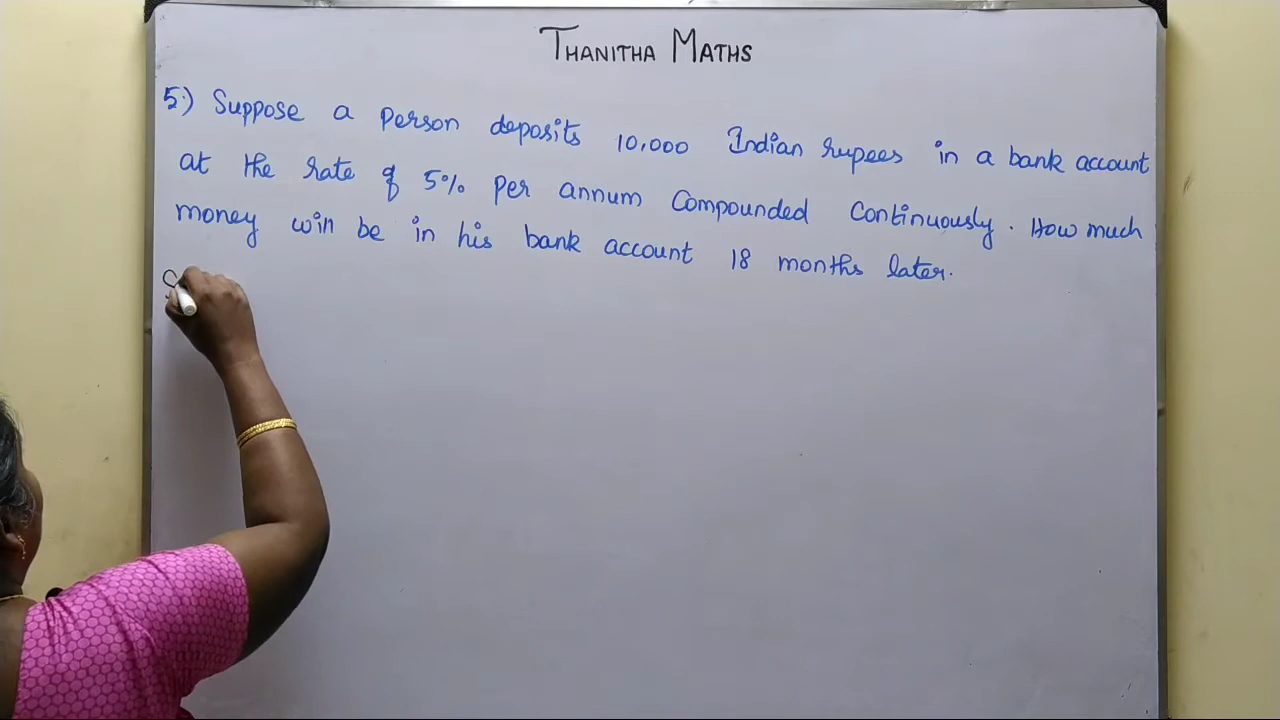 THANITHA MATHS
5) Suppose a person deposits 10,000 Indian rupees in a bank account
at the rate of 5% per annum compounded continuously. How much
money will be in his bank account 18 months later.